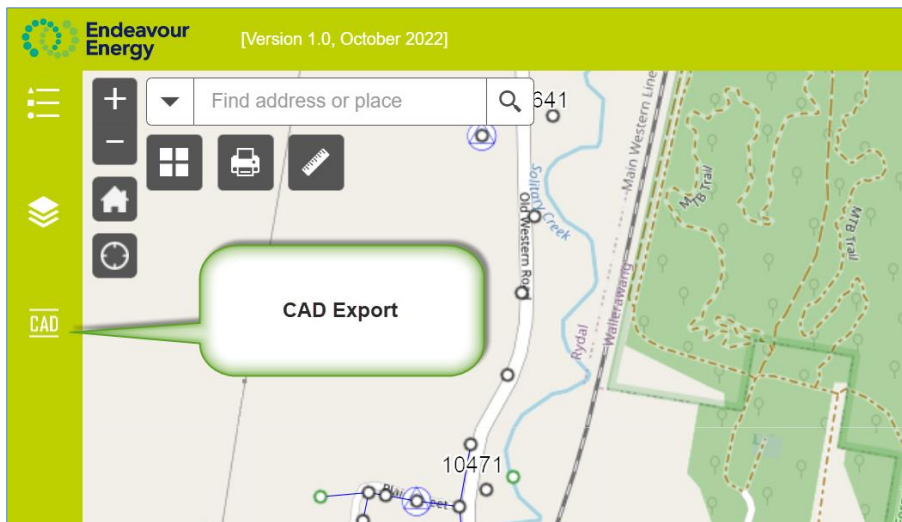 Endeavour
Energy
[Version 1.0, October 2022]
Find address or place
641
CAD
CAD Export
Solitary Creek
Old Western Road
Main Western Line
Rydal
Wallerawang
MTB Trail
MTB Trail
10471